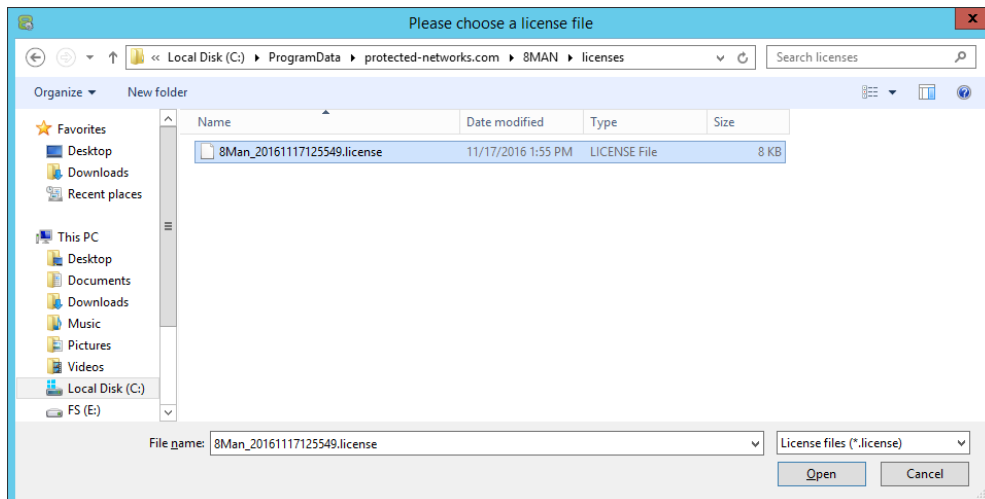 Please choose a license file
x
« Local Disk (C:) ▸ ProgramData ▸ protected-networks.com ▸ 8MAN ▸ licenses
Search licenses
Organize
New folder
Name Date modified Type Size
8Man_20161117125549.license 11/17/2016 1:55 PM LICENSE File 8 KB
Favorites
Desktop
Downloads
Recent places
This PC
Desktop
Documents
Downloads
Music
Pictures
Videos
Local Disk (C:)
FS (E:)
File name: 8Man_20161117125549.license
License files (*.license)
Open Cancel